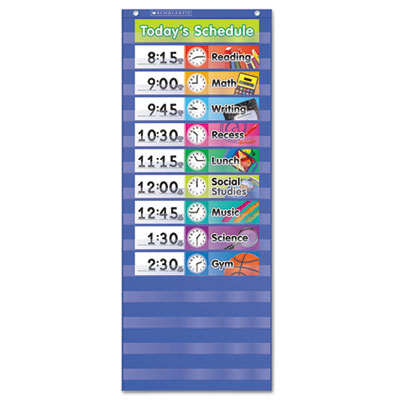 SCHOLASTIC
Today's Schedule
8:15 Reading
9:00 Math
9:45 Writing
10:30 Recess
11:15 Lunch
12:00 Social
Studies
12:45 Music
1:30 Science
2:30 Gym